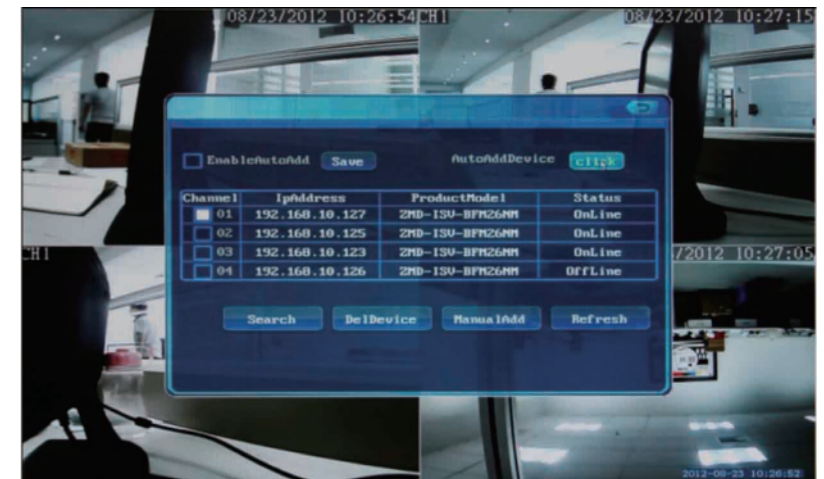 08/23/2012 10:26:54
CH1
08/23/2012 10:27:15
EnableAutoAdd
Save
AutoAddDevice
click
Channel IpAddress ProductModel Status
01 192.168.10.127 ZMD-ISV-BFM26NM OnLine
02 192.168.10.125 ZMD-ISV-BFM26NM OnLine
03 192.168.10.123 ZMD-ISV-BFM26NM OnLine
04 192.168.10.126 ZMD-ISV-BFM26NM OffLine
CH1
/2012 10:27:05
Search
DelDevice
ManualAdd
Refresh
2012-08-23 10:26:52